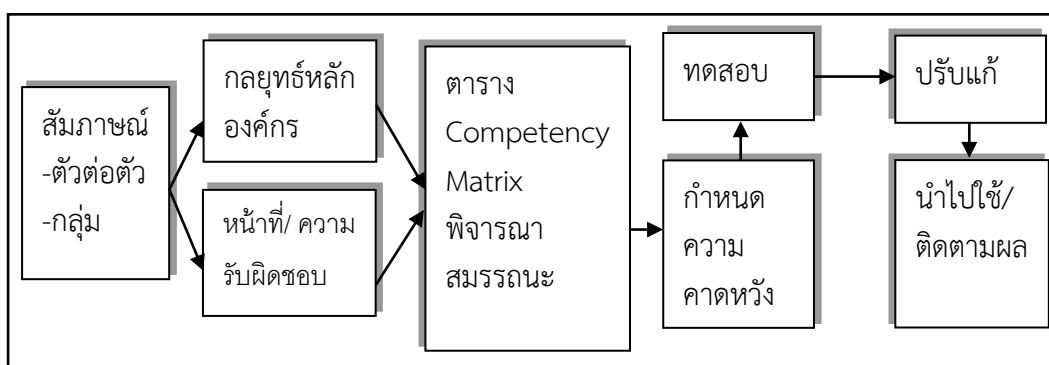 สัมภาษณ์
-ตัวต่อตัว
-กลุ่ม
กลยุทธ์หลัก
องค์กร
หน้าที่/ ความ
รับผิดชอบ
ตาราง
Competency
Matrix
พิจารณา
สมรรถนะ
กำหนด
ความ
คาดหวัง
ทดสอบ
ปรับแก้
นำไปใช้/
ติดตามผล